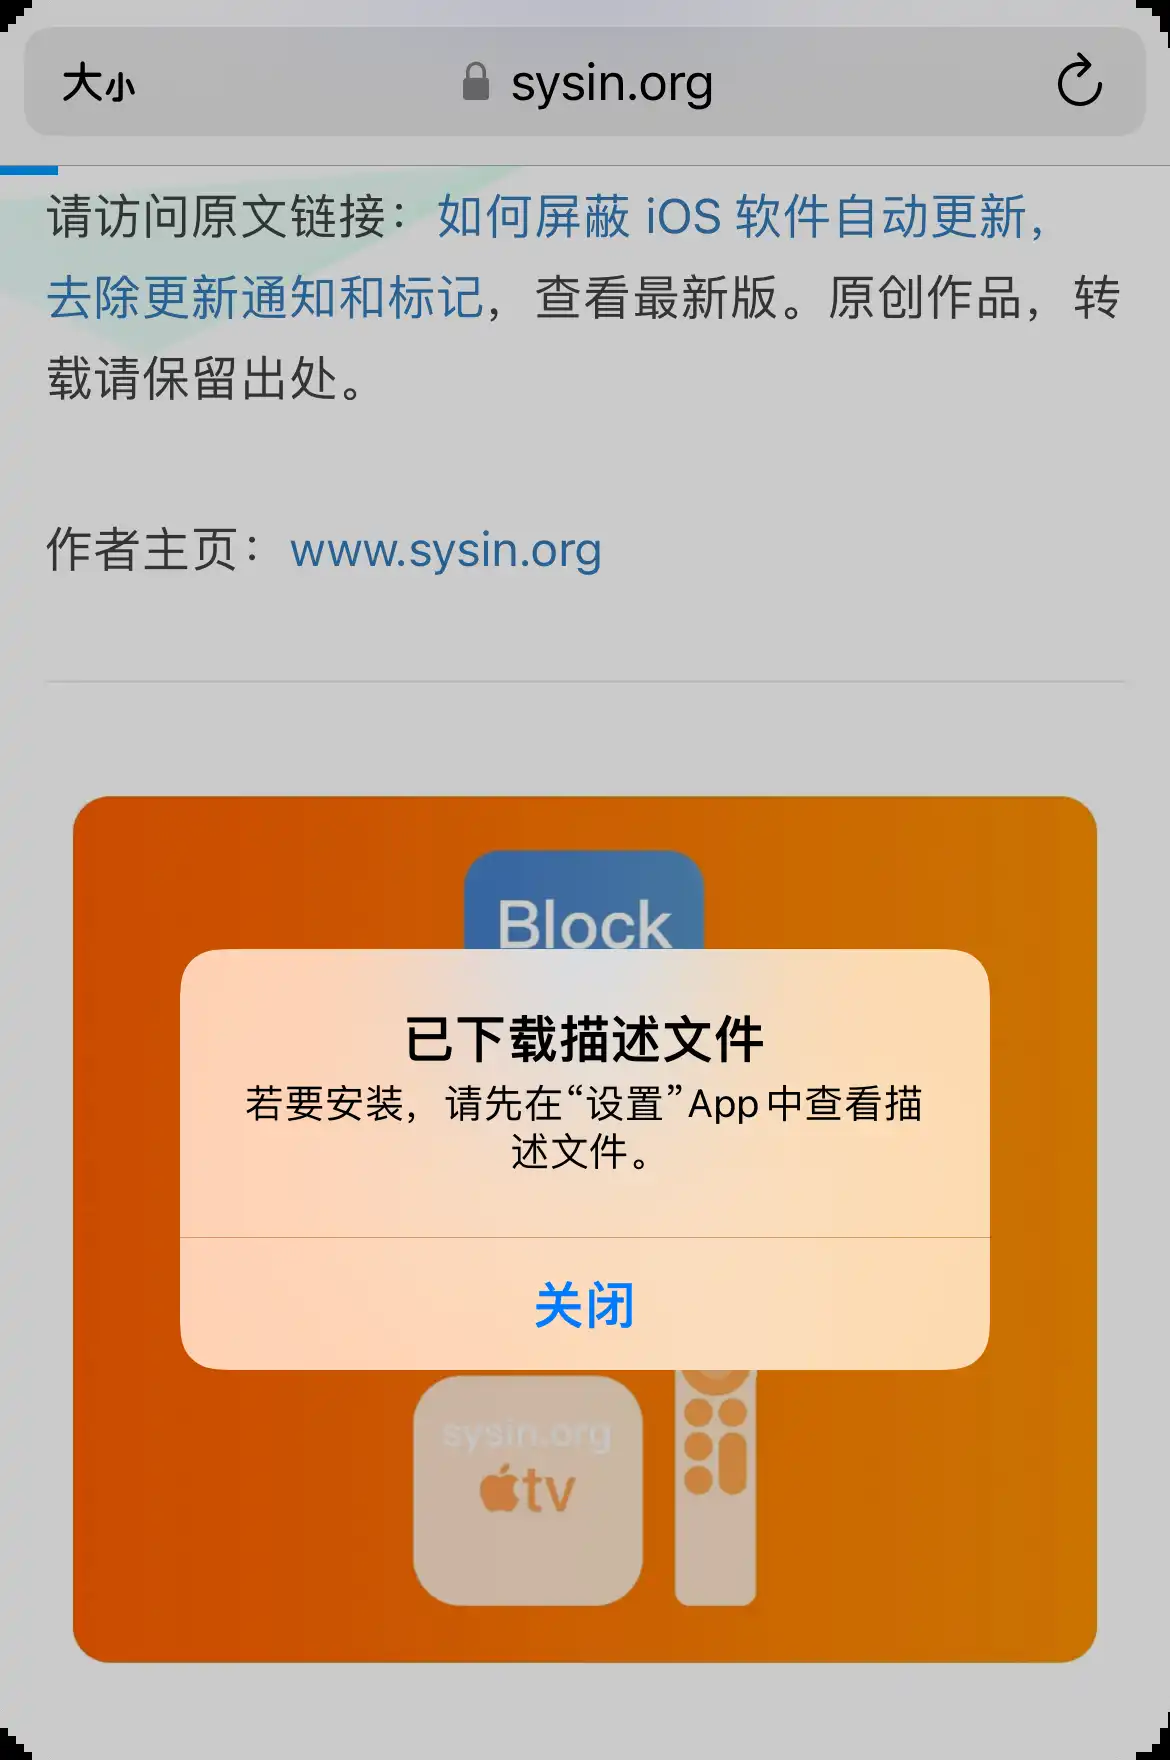 大小
sysin.org
请访问原文链接：如何屏蔽 iOS 软件自动更新，
去除更新通知和标记，查看最新版。原创作品，转
载请保留出处。
作者主页：www.sysin.org
Block
已下载描述文件
若要安装，请先在“设置”App 中查看描
述文件。
关闭
sysin.org
tv